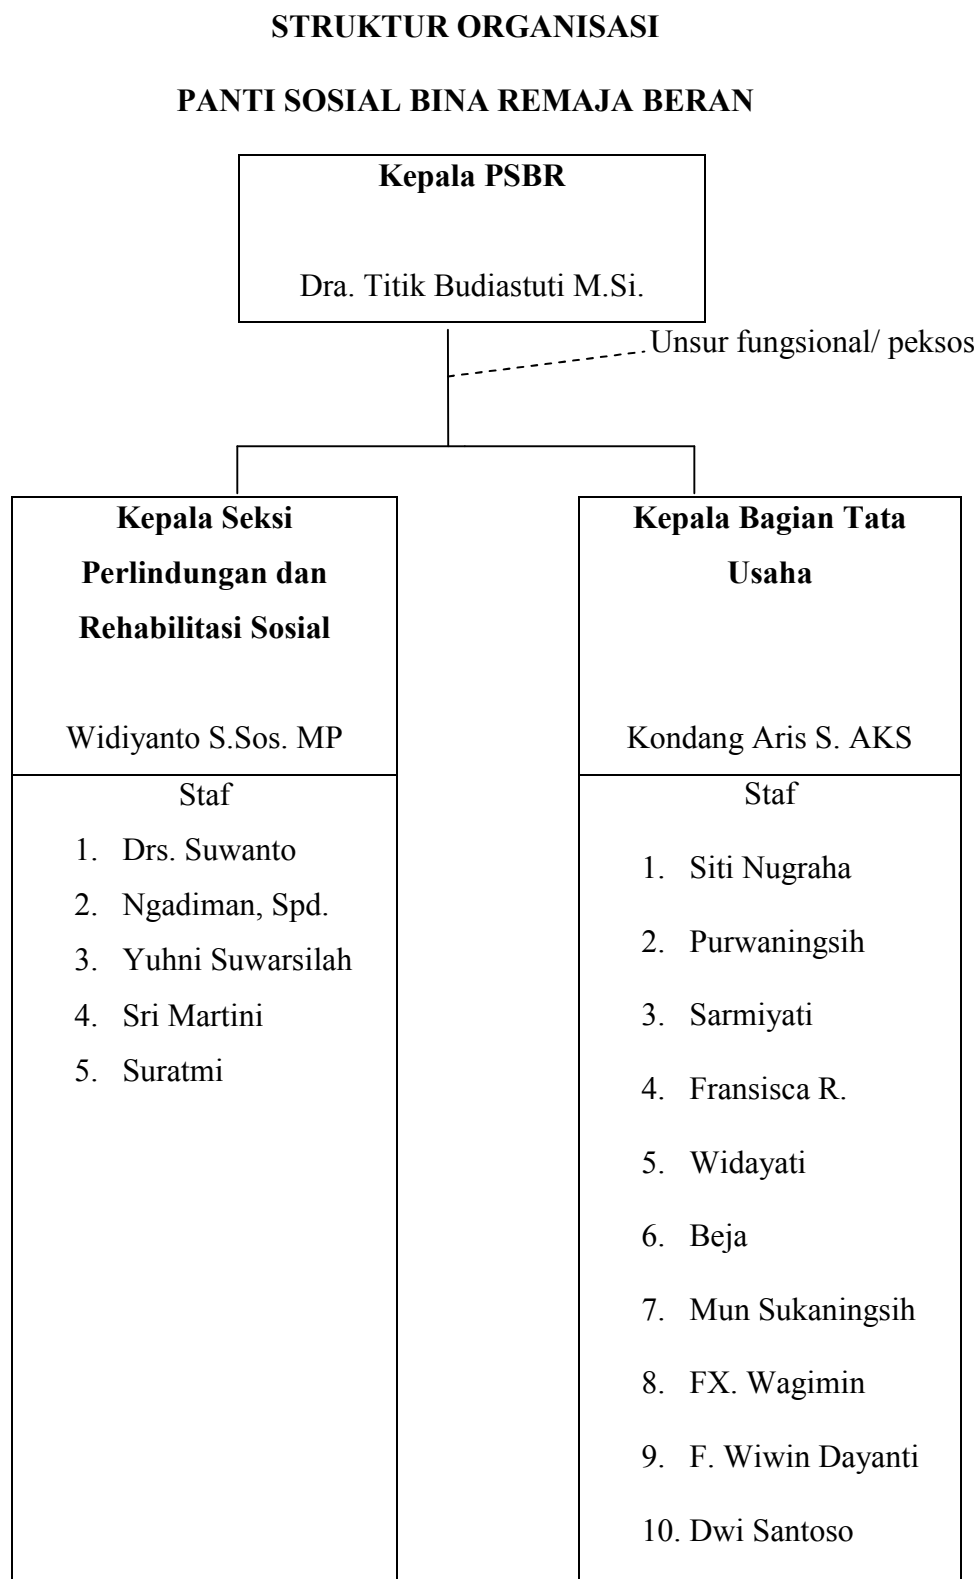 STRUKTUR ORGANISASI
PANTI SOSIAL BINA REMAJA BERAN
Kepala PSBR
Dra. Titik Budiastuti M.Si.
Unsur fungsional/ peksos
Kepala Seksi
Perlindungan dan
Rehabilitasi Sosial
Widiyanto S.Sos. MP
Staf
1. Drs. Suwanto
2. Ngadiman, Spd.
3. Yuhni Suwarsilah
4. Sri Martini
5. Suratmi
Kepala Bagian Tata
Usaha
Kondang Aris S. AKS
Staf
1. Siti Nugraha
2. Purwaningsih
3. Sarmiyati
4. Fransisca R.
5. Widayati
6. Beja
7. Mun Sukaningsih
8. FX. Wagimin
9. F. Wiwin Dayanti
10. Dwi Santoso